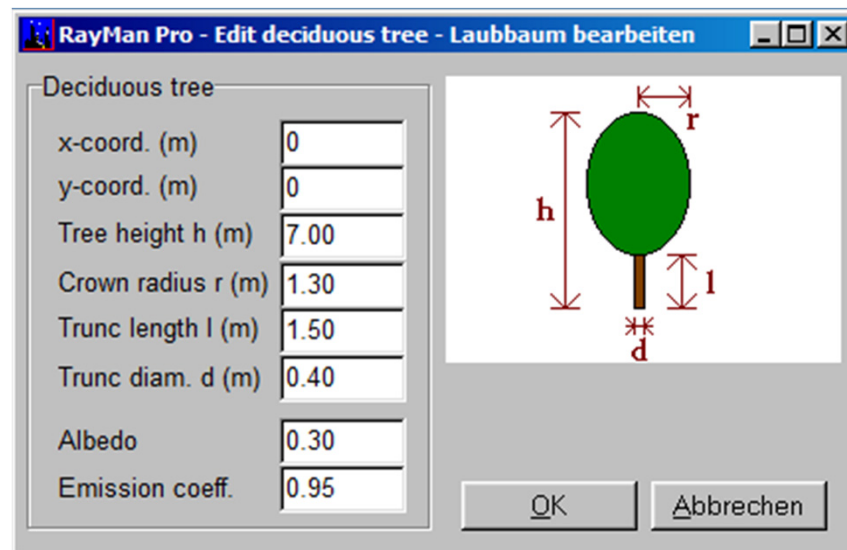 RayMan Pro - Edit deciduous tree - Laubbaum bearbeiten
Deciduous tree
x-coord. (m) 0
y-coord. (m) 0
Tree height h (m) 7.00
Crown radius r (m) 1.30
Trunc length l (m) 1.50
Trunc diam. d (m) 0.40
Albedo 0.30
Emission coeff. 0.95
r
h
l
d
OK
Abbrechen